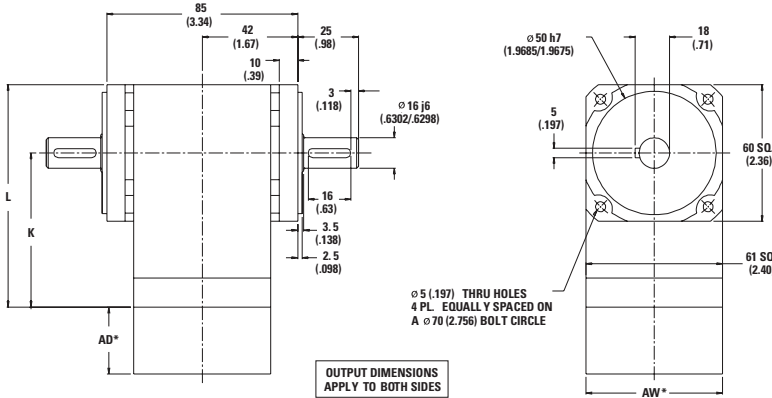 85
(3.34)
42
(1.67)
25
(.98)
10
(.39)
3
(.118)
Ø 16 j6
(.6302/.6298)
L
K
16
(.63)
3.5
(.138)
2.5
(.098)
AD*
OUTPUT DIMENSIONS
APPLY TO BOTH SIDES
Ø 50 h7
(1.9685/1.9675)
18
(.71)
5
(.197)
60 SQ
(2.36)
61 SQ
(2.40
Ø 5 (.197) THRU HOLES
4 PL. EQUALLY SPACED ON
A Ø 70 (2.756) BOLT CIRCLE
AW*